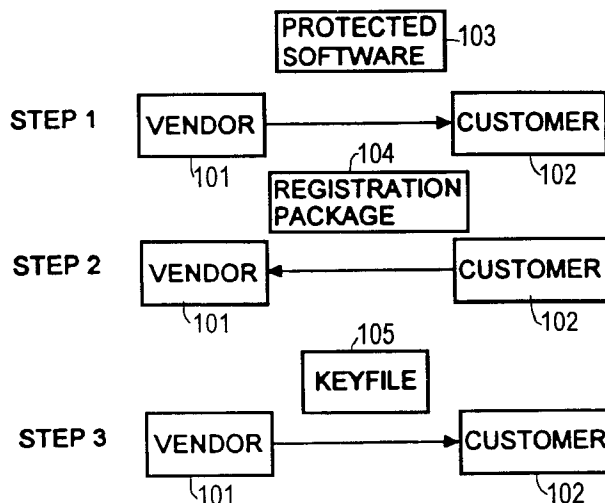 PROTECTED
SOFTWARE
103
STEP 1
VENDOR
CUSTOMER
101
104
102
REGISTRATION
PACKAGE
STEP 2
VENDOR
CUSTOMER
101
102
105
KEYFILE
STEP 3
VENDOR
CUSTOMER
101
102